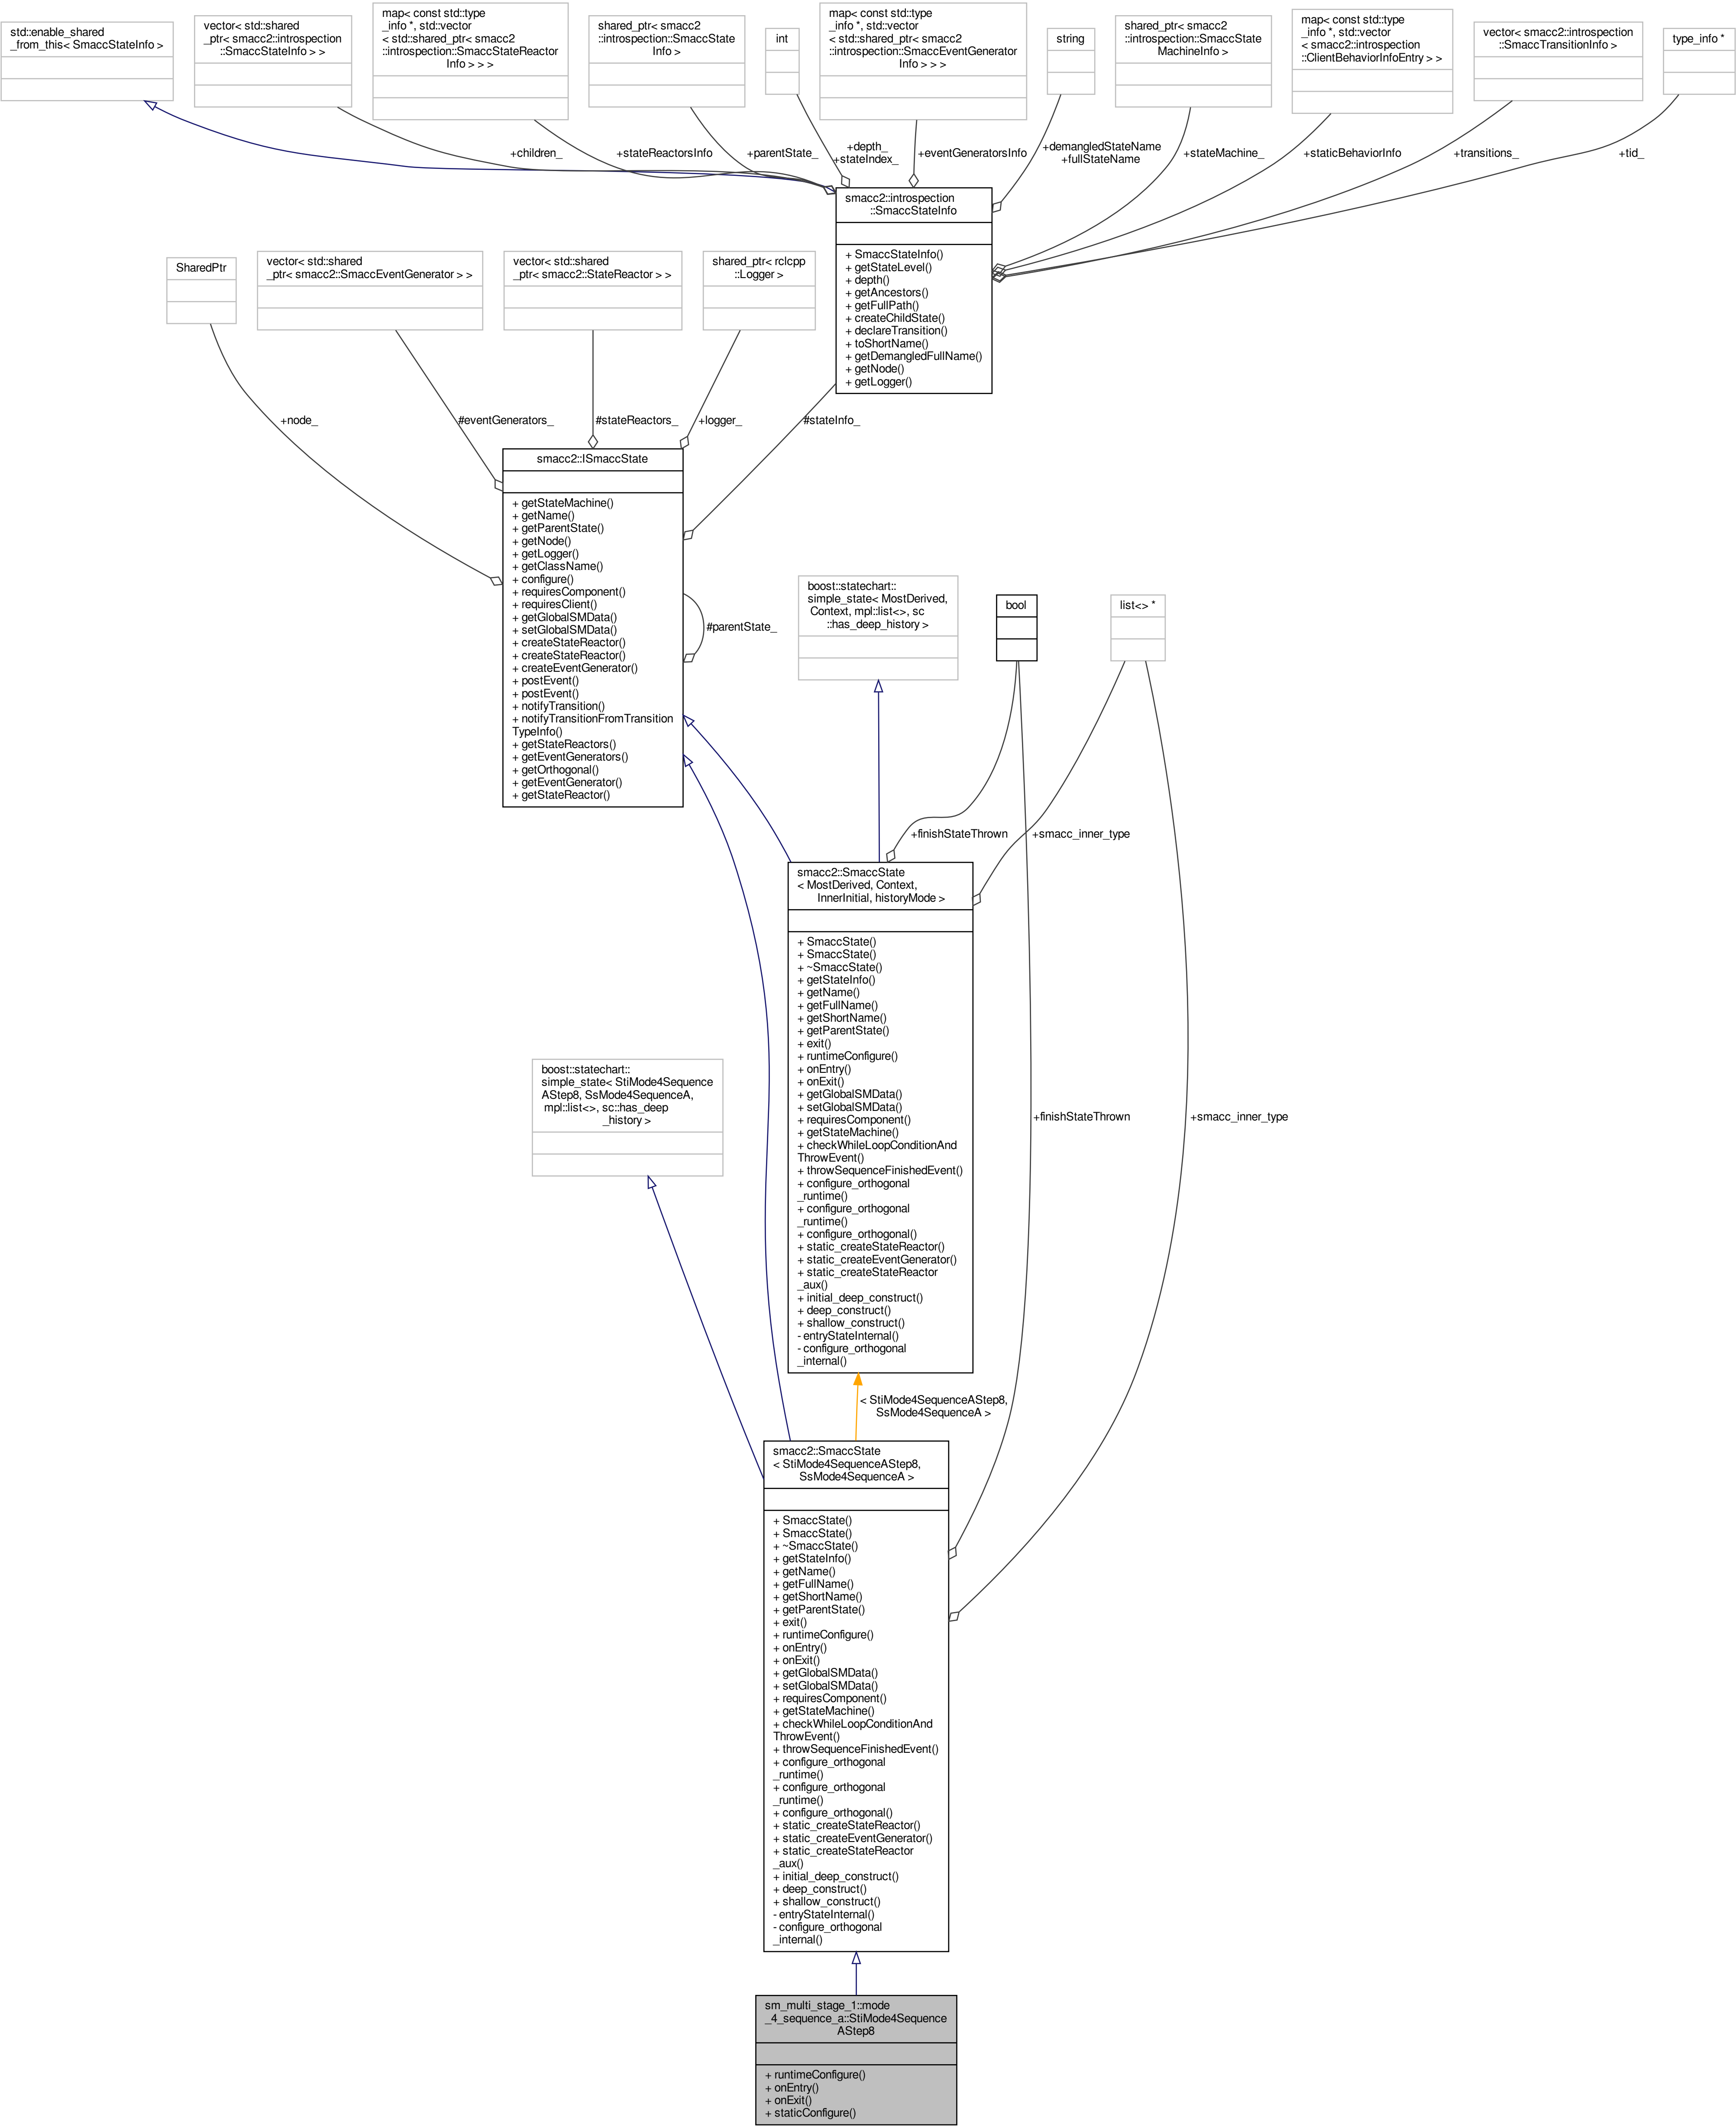 std::enable_shared
_from_this< SmaccStateInfo >
vector< std::shared
_ptr< smacc2::introspection
::SmaccStateInfo > >
map< const std::type
_info *, std::vector
< std::shared_ptr< smacc2
::introspection::SmaccStateReactor
Info > > >
shared_ptr< smacc2
::introspection::SmaccState
Info >
int
map< const std::type
_info *, std::vector
< std::shared_ptr< smacc2
::introspection::SmaccEventGenerator
Info > > >
string
shared_ptr< smacc2
::introspection::SmaccState
MachineInfo >
map< const std::type
_info *, std::vector
< smacc2::introspection
::ClientBehaviorInfoEntry > >
vector< smacc2::introspection
::SmaccTransitionInfo >
type_info *
+children_
+stateReactorsInfo
+parentState_
+depth_
+stateIndex_
+eventGeneratorsInfo
+demangledStateName
+fullStateName
+stateMachine_
+staticBehaviorInfo
+transitions_
+tid_
smacc2::introspection
::SmaccStateInfo
+ SmaccStateInfo()
+ getStateLevel()
+ depth()
+ getAncestors()
+ getFullPath()
+ createChildState()
+ declareTransition()
+ toShortName()
+ getDemangledFullName()
+ getNode()
+ getLogger()
SharedPtr
vector< std::shared
_ptr< smacc2::SmaccEventGenerator > >
vector< std::shared
_ptr< smacc2::StateReactor > >
shared_ptr< rclcpp
::Logger >
+node_
#eventGenerators_
#stateReactors_
+logger_
#stateInfo_
smacc2::ISmaccState
+ getStateMachine()
+ getName()
+ getParentState()
+ getNode()
+ getLogger()
+ getClassName()
+ configure()
+ requiresComponent()
+ requiresClient()
+ getGlobalSMData()
+ setGlobalSMData()
+ createStateReactor()
+ createStateReactor()
+ createEventGenerator()
+ postEvent()
+ postEvent()
+ notifyTransition()
+ notifyTransitionFromTransition
TypeInfo()
+ getStateReactors()
+ getEventGenerators()
+ getOrthogonal()
+ getEventGenerator()
+ getStateReactor()
#parentState_
boost::statechart::
simple_state< MostDerived,
Context, mpl::list<>, sc
::has_deep_history >
bool
list<> *
+finishStateThrown
+smacc_inner_type
smacc2::SmaccState
< MostDerived, Context,
InnerInitial, historyMode >
+ SmaccState()
+ SmaccState()
+ ~SmaccState()
+ getStateInfo()
+ getName()
+ getFullName()
+ getShortName()
+ getParentState()
+ exit()
+ runtimeConfigure()
+ onEntry()
+ onExit()
+ getGlobalSMData()
+ setGlobalSMData()
+ requiresComponent()
+ getStateMachine()
+ checkWhileLoopConditionAnd
ThrowEvent()
+ throwSequenceFinishedEvent()
+ configure_orthogonal
_runtime()
+ configure_orthogonal
_runtime()
+ configure_orthogonal()
+ static_createStateReactor()
+ static_createEventGenerator()
+ static_createStateReactor
_aux()
+ initial_deep_construct()
+ deep_construct()
+ shallow_construct()
- entryStateInternal()
- configure_orthogonal
_internal()
boost::statechart::
simple_state< StiMode4Sequence
AStep8, SsMode4SequenceA,
mpl::list<>, sc::has_deep
_history >
+finishStateThrown
+smacc_inner_type
< StiMode4SequenceAStep8,
SsMode4SequenceA >
smacc2::SmaccState
< StiMode4SequenceAStep8,
SsMode4SequenceA >
+ SmaccState()
+ SmaccState()
+ ~SmaccState()
+ getStateInfo()
+ getName()
+ getFullName()
+ getShortName()
+ getParentState()
+ exit()
+ runtimeConfigure()
+ onEntry()
+ onExit()
+ getGlobalSMData()
+ setGlobalSMData()
+ requiresComponent()
+ getStateMachine()
+ checkWhileLoopConditionAnd
ThrowEvent()
+ throwSequenceFinishedEvent()
+ configure_orthogonal
_runtime()
+ configure_orthogonal
_runtime()
+ configure_orthogonal()
+ static_createStateReactor()
+ static_createEventGenerator()
+ static_createStateReactor
_aux()
+ initial_deep_construct()
+ deep_construct()
+ shallow_construct()
- entryStateInternal()
- configure_orthogonal
_internal()
sm_multi_stage_1::mode
_4_sequence_a::StiMode4Sequence
AStep8
+ runtimeConfigure()
+ onEntry()
+ onExit()
+ staticConfigure()